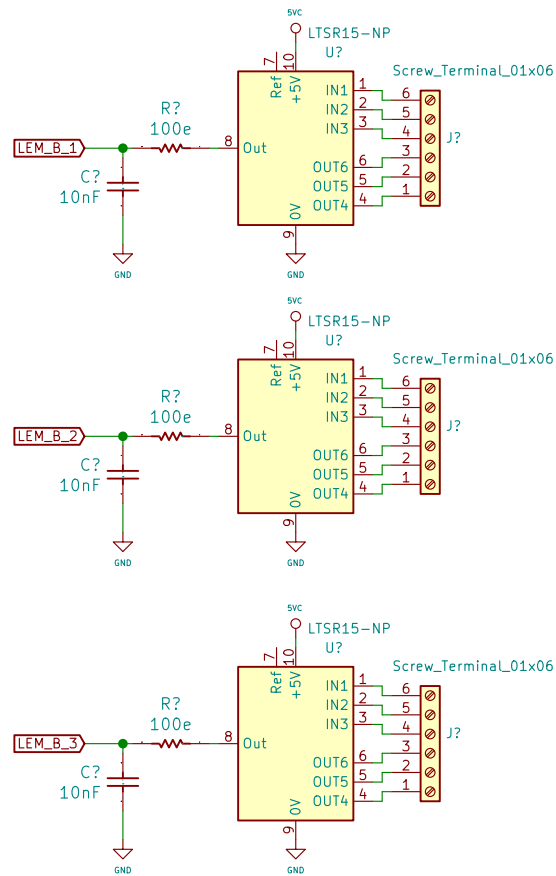 5VC
LTSR15-NP
U?
7
10
Ref
+5V
Screw_Terminal_01x06
IN1 1 6
IN2 2 5
IN3 3 4
R?
100e
LEM_B_1
8 Out
J?
OUT6 6 3
OUT5 5 2
OUT4 4 1
C?
10nF
0V
9
GND
GND
5VC
LTSR15-NP
U?
7
10
Ref
+5V
Screw_Terminal_01x06
IN1 1 6
IN2 2 5
IN3 3 4
R?
100e
LEM_B_2
8 Out
J?
OUT6 6 3
OUT5 5 2
OUT4 4 1
C?
10nF
0V
9
GND
GND
5VC
LTSR15-NP
U?
7
10
Ref
+5V
Screw_Terminal_01x06
IN1 1 6
IN2 2 5
IN3 3 4
R?
100e
LEM_B_3
8 Out
J?
OUT6 6 3
OUT5 5 2
OUT4 4 1
C?
10nF
0V
9
GND
GND